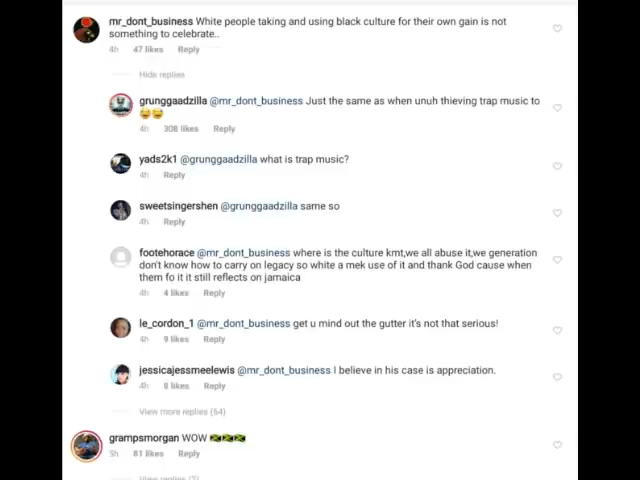 mr_dont_business White people taking and using black culture for their own gain is not
something to celebrate..
4h 47 likes Reply
Hide replies
grunggaadzilla @mr_dont_business Just the same as when unuh thieving trap music to
😅😅
4h 308 likes Reply
yads2k1 @grunggaadzilla what is trap music?
4h Reply
sweetsingershen @grunggaadzilla same so
4h Reply
footehorace @mr_dont_business where is the culture kmt,we all abuse it,we generation
don't know how to carry on legacy so white a mek use of it and thank God cause when
them fo it it still reflects on jamaica
4h 4 likes Reply
le_cordon_1 @mr_dont_business get u mind out the gutter it's not that serious!
4h 9 likes Reply
jessicajessmeelewis @mr_dont_business I believe in his case is appreciation.
4h 8 likes Reply
View more replies (54)
grampsmorgan WOW 🇯🇲🇯🇲🇯🇲
5h 81 likes Reply
View replies